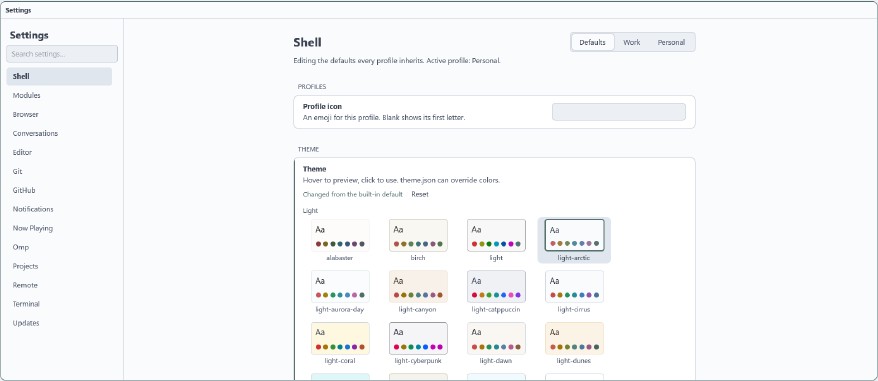 Settings
Settings
Search settings...
Shell
Modules
Browser
Conversations
Editor
Git
GitHub
Notifications
Now Playing
Omp
Projects
Remote
Terminal
Updates
Shell
Defaults Work Personal
Editing the defaults every profile inherits. Active profile: Personal.
PROFILES
Profile icon
An emoji for this profile. Blank shows its first letter.
THEME
Theme
Hover to preview, click to use. theme.json can override colors.
Changed from the built-in default Reset
Light
Aa Aa Aa Aa
alabaster birch light light-arctic
Aa Aa Aa Aa
light-aurora-day light-canyon light-catppuccin light-cirrus
Aa Aa Aa Aa
light-coral light-cyberpunk light-dawn light-dunes